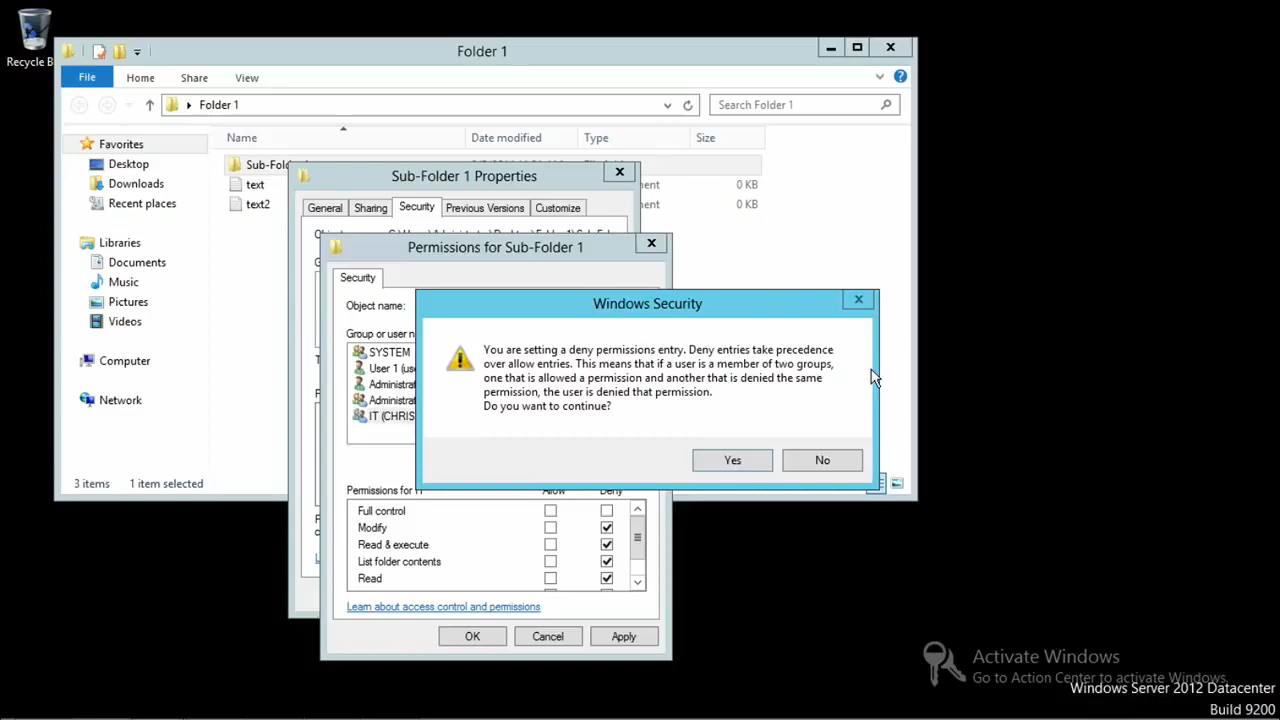 Recycle B
Folder 1
File
Home
Share
View
Folder 1
Search Folder 1
Name
Date modified
Type
Size
Favorites
Desktop
Downloads
Recent places
Libraries
Documents
Music
Pictures
Videos
Computer
Network
Sub-Fold
text
0 KB
text2
0 KB
3 items
1 item selected
Sub-Folder 1 Properties
General
Sharing
Security
Previous Versions
Customize
Permissions for Sub-Folder 1
Security
Object name:
Group or user n
SYSTEM
User 1 (us
Administra
Administra
IT (CHRIS
Windows Security
You are setting a deny permissions entry. Deny entries take precedence
over allow entries. This means that if a user is a member of two groups,
one that is allowed a permission and another that is denied the same
permission, the user is denied that permission.
Do you want to continue?
Yes
No
Permissions for IT
Allow
Deny
Full control
Modify
Read & execute
List folder contents
Read
Learn about access control and permissions
OK
Cancel
Apply
Activate Windows
Go to Action Center to activate Windows.
Windows Server 2012 Datacenter
Build 9200